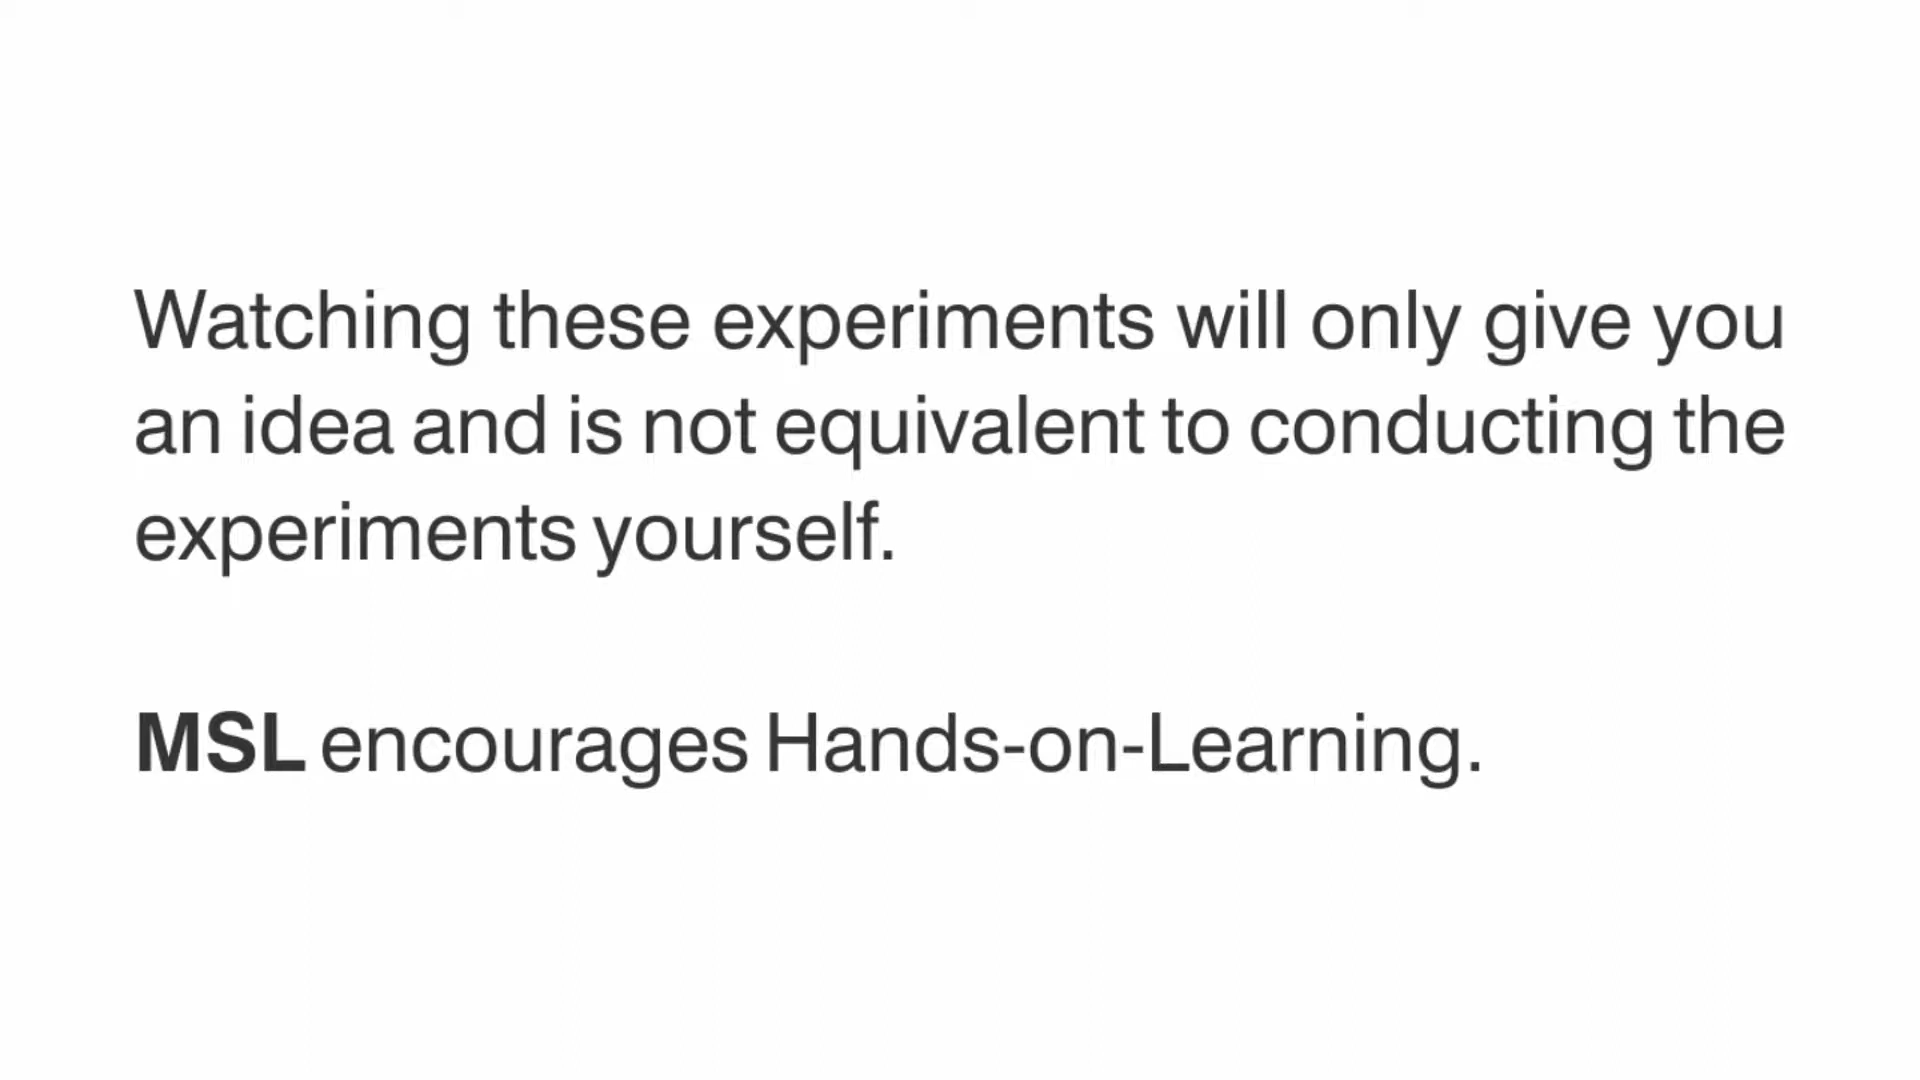 Watching these experiments will only give you
an idea and is not equivalent to conducting the
experiments yourself.
MSL encourages Hands-on-Learning.